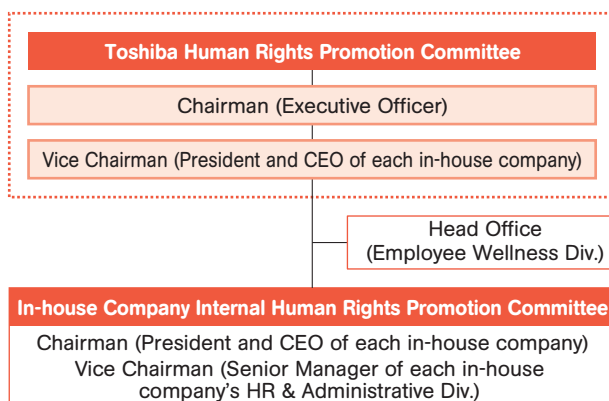 Toshiba Human Rights Promotion Committee
Chairman (Executive Officer)
Vice Chairman (President and CEO of each in-house company)
Head Office
(Employee Wellness Div.)
In-house Company Internal Human Rights Promotion Committee
Chairman (President and CEO of each in-house company)
Vice Chairman (Senior Manager of each in-house
company's HR & Administrative Div.)